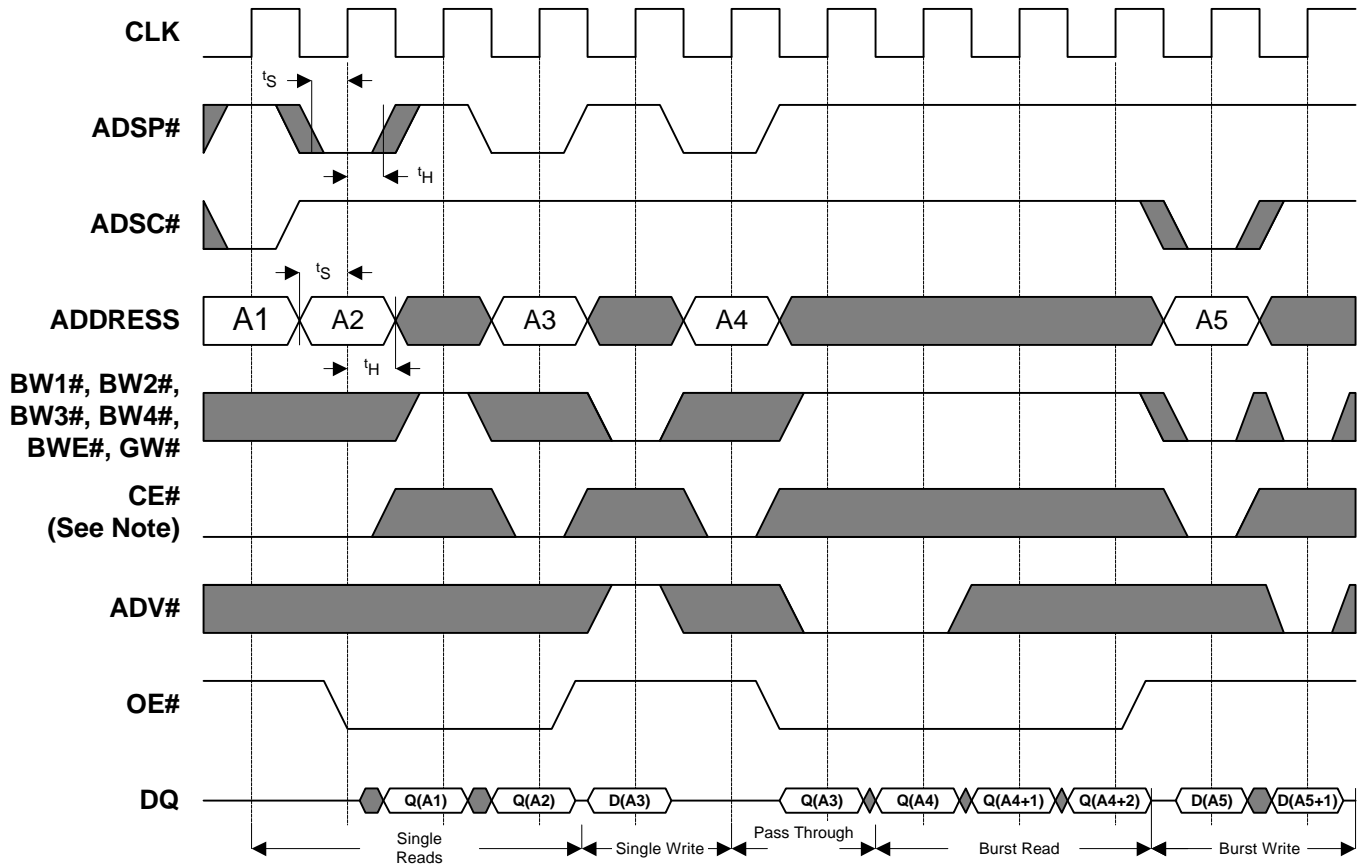 CLK
tS
ADSP#
tH
ADSC#
tS
ADDRESS
A1
A2
A3
A4
A5
tH
BW1#, BW2#,
BW3#, BW4#,
BWE#, GW#
CE#
(See Note)
ADV#
OE#
DQ
Q(A1)
Q(A2)
D(A3)
Q(A3)
Q(A4)
Q(A4+1)
Q(A4+2)
D(A5)
D(A5+1)
Single
Reads
Single Write
Pass Through
Burst Read
Burst Write